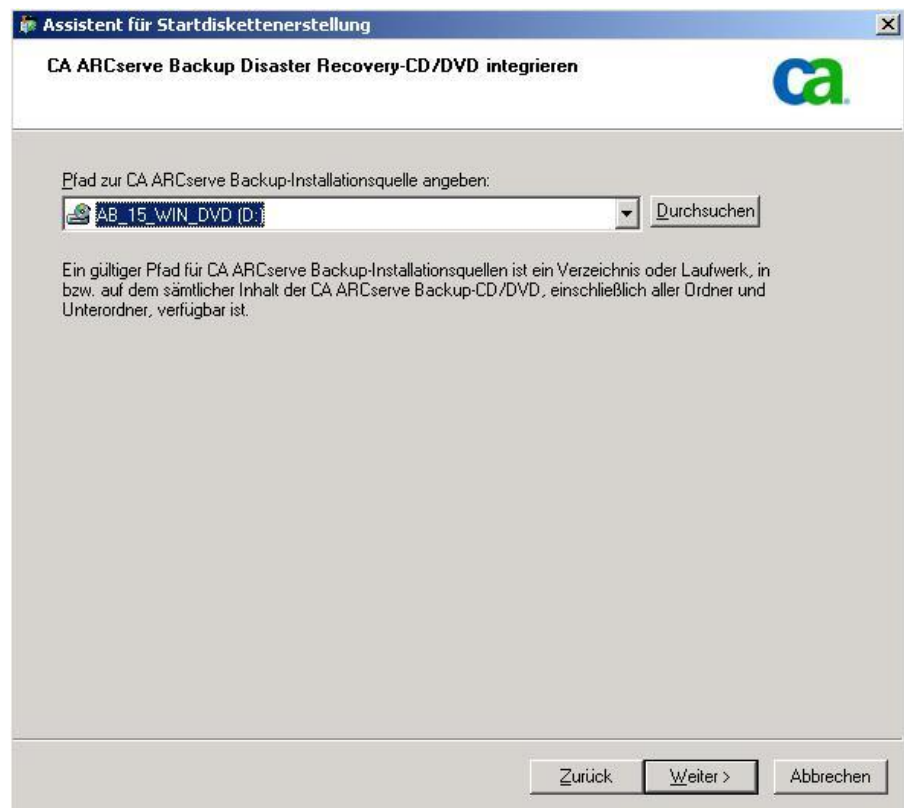 Assistent für Startdiskettenerstellung
CA ARCserve Backup Disaster Recovery-CD/DVD integrieren
ca
Pfad zur CA ARCserve Backup-Installationsquelle angeben:
AB_15_WIN_DVD (D:)
Durchsuchen
Ein gültiger Pfad für CA ARCserve Backup-Installationsquellen ist ein Verzeichnis oder Laufwerk, in
bzw. auf dem sämtlicher Inhalt der CA ARCserve Backup-CD/DVD, einschließlich aller Ordner und
Unterordner, verfügbar ist.
Zurück
Weiter >
Abbrechen